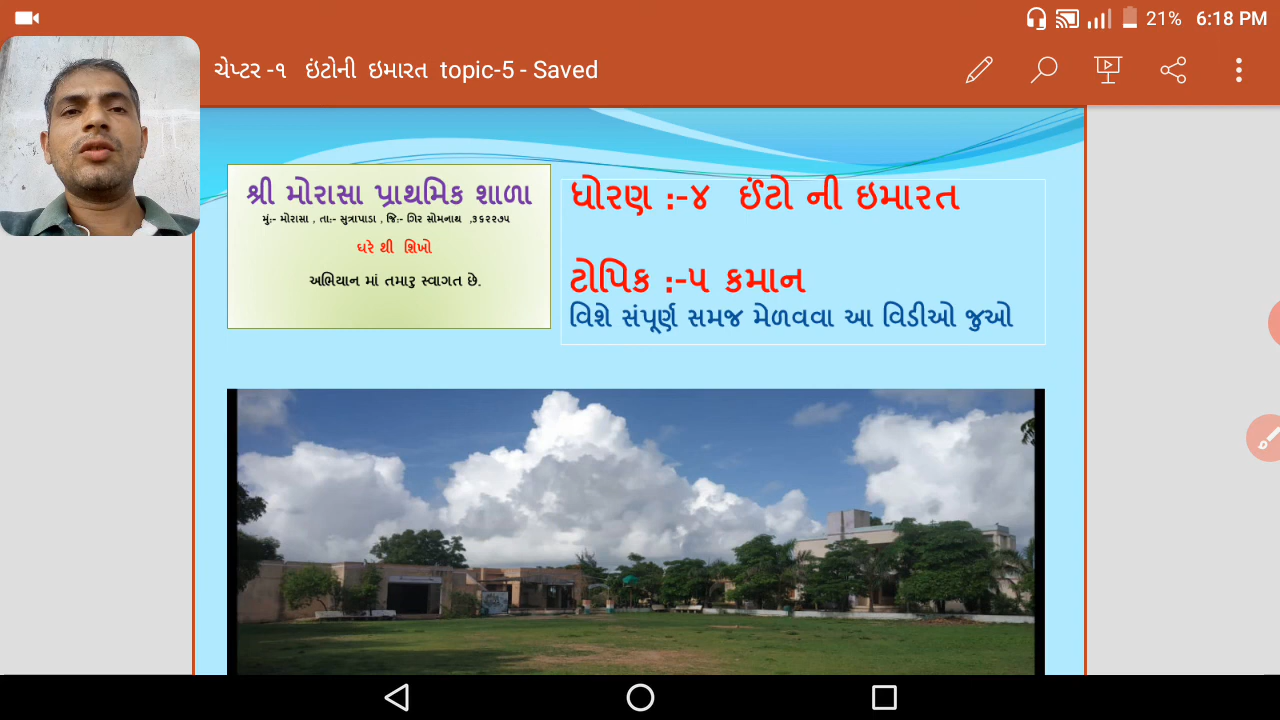 21% 6:18 PM
ચેપ્ટર -૧ ઇંટોની ઇમારત topic-5 - Saved
શ્રી મોરાસા પ્રાથમિક શાળા
મું:- મોરાસા , તા:- સુત્રાપાડા , જિ:- ગિર સોમનાથ ,૩૬૨૨૭૫
ઘરે થી શિખો
અભિયાન માં તમારુ સ્વાગત છે.
ધોરણ :-૪ ઈંટો ની ઇમારત
ટોપિક :-૫ કમાન
વિશે સંપૂર્ણ સમજ મેળવવા આ વિડીઓ જુઓ